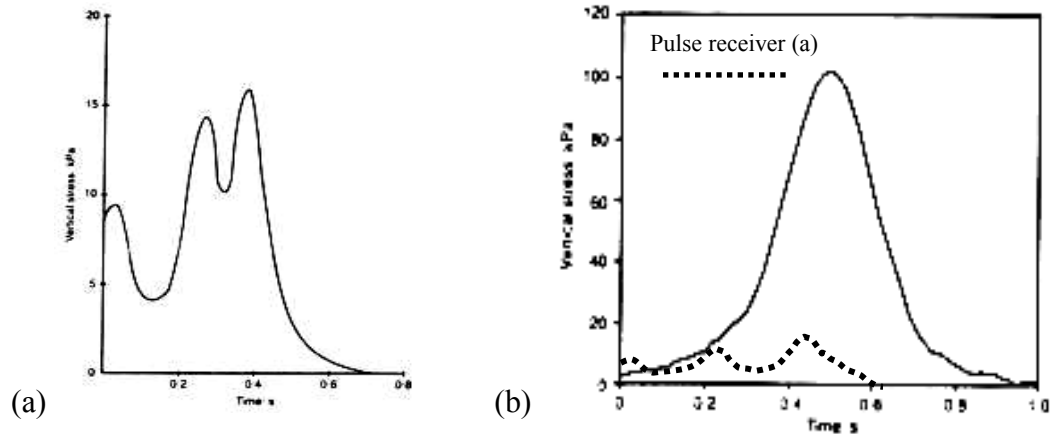 20
15
10
5
0
Vertical stress kPa
0·2 0·4 0·6 0·8
Time s
(a)
120
100
80
60
40
20
0
Pulse receiver (a)
Vertical stress kPa
0 0·2 0·4 0·6 0·8 1·0
Time s
(b)